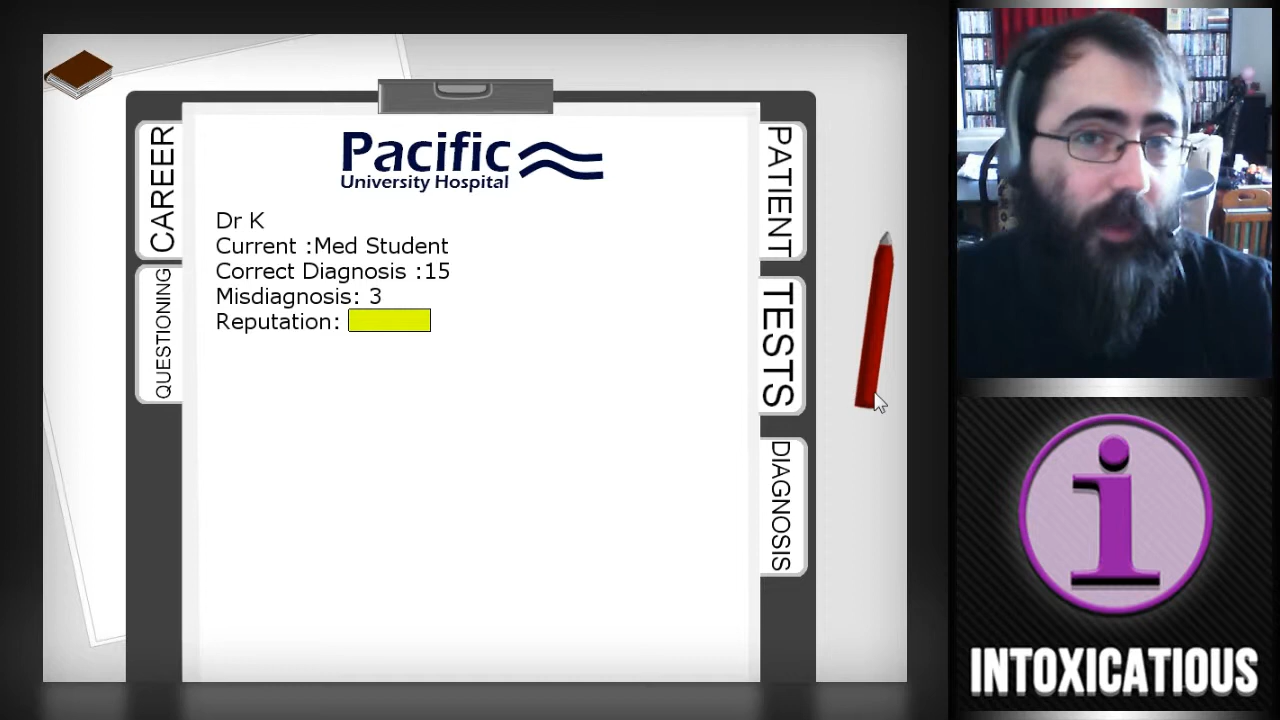 CAREER
QUESTIONING
Pacific
University Hospital
Dr K
Current :Med Student
Correct Diagnosis :15
Misdiagnosis: 3
Reputation:
PATIENT
TESTS
DIAGNOSIS
i
INTOXICATIOUS